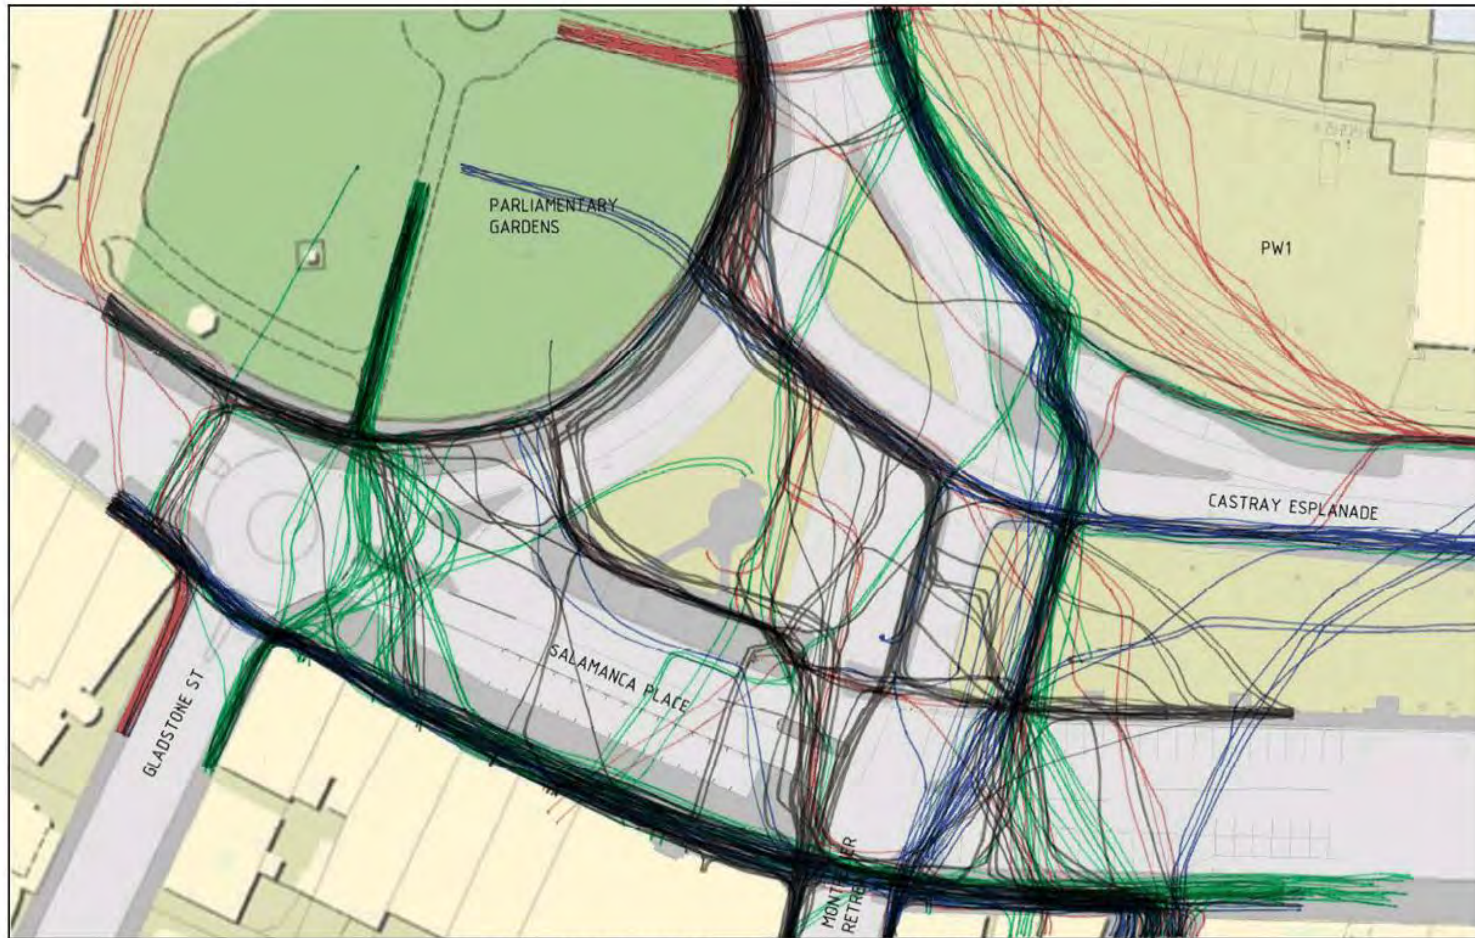 PARLIAMENTARY
GARDENS
PW1
CASTRAY ESPLANADE
SALAMANCA PLACE
GLADSTONE ST